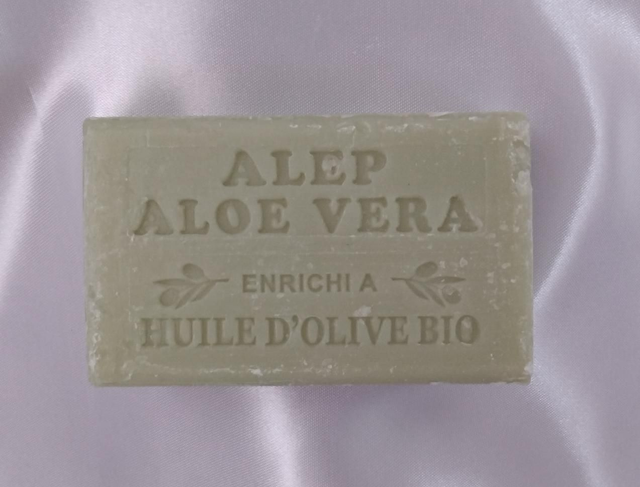 ALEP
ALOE VERA
ENRICHI A
HUILE D'OLIVE BIO